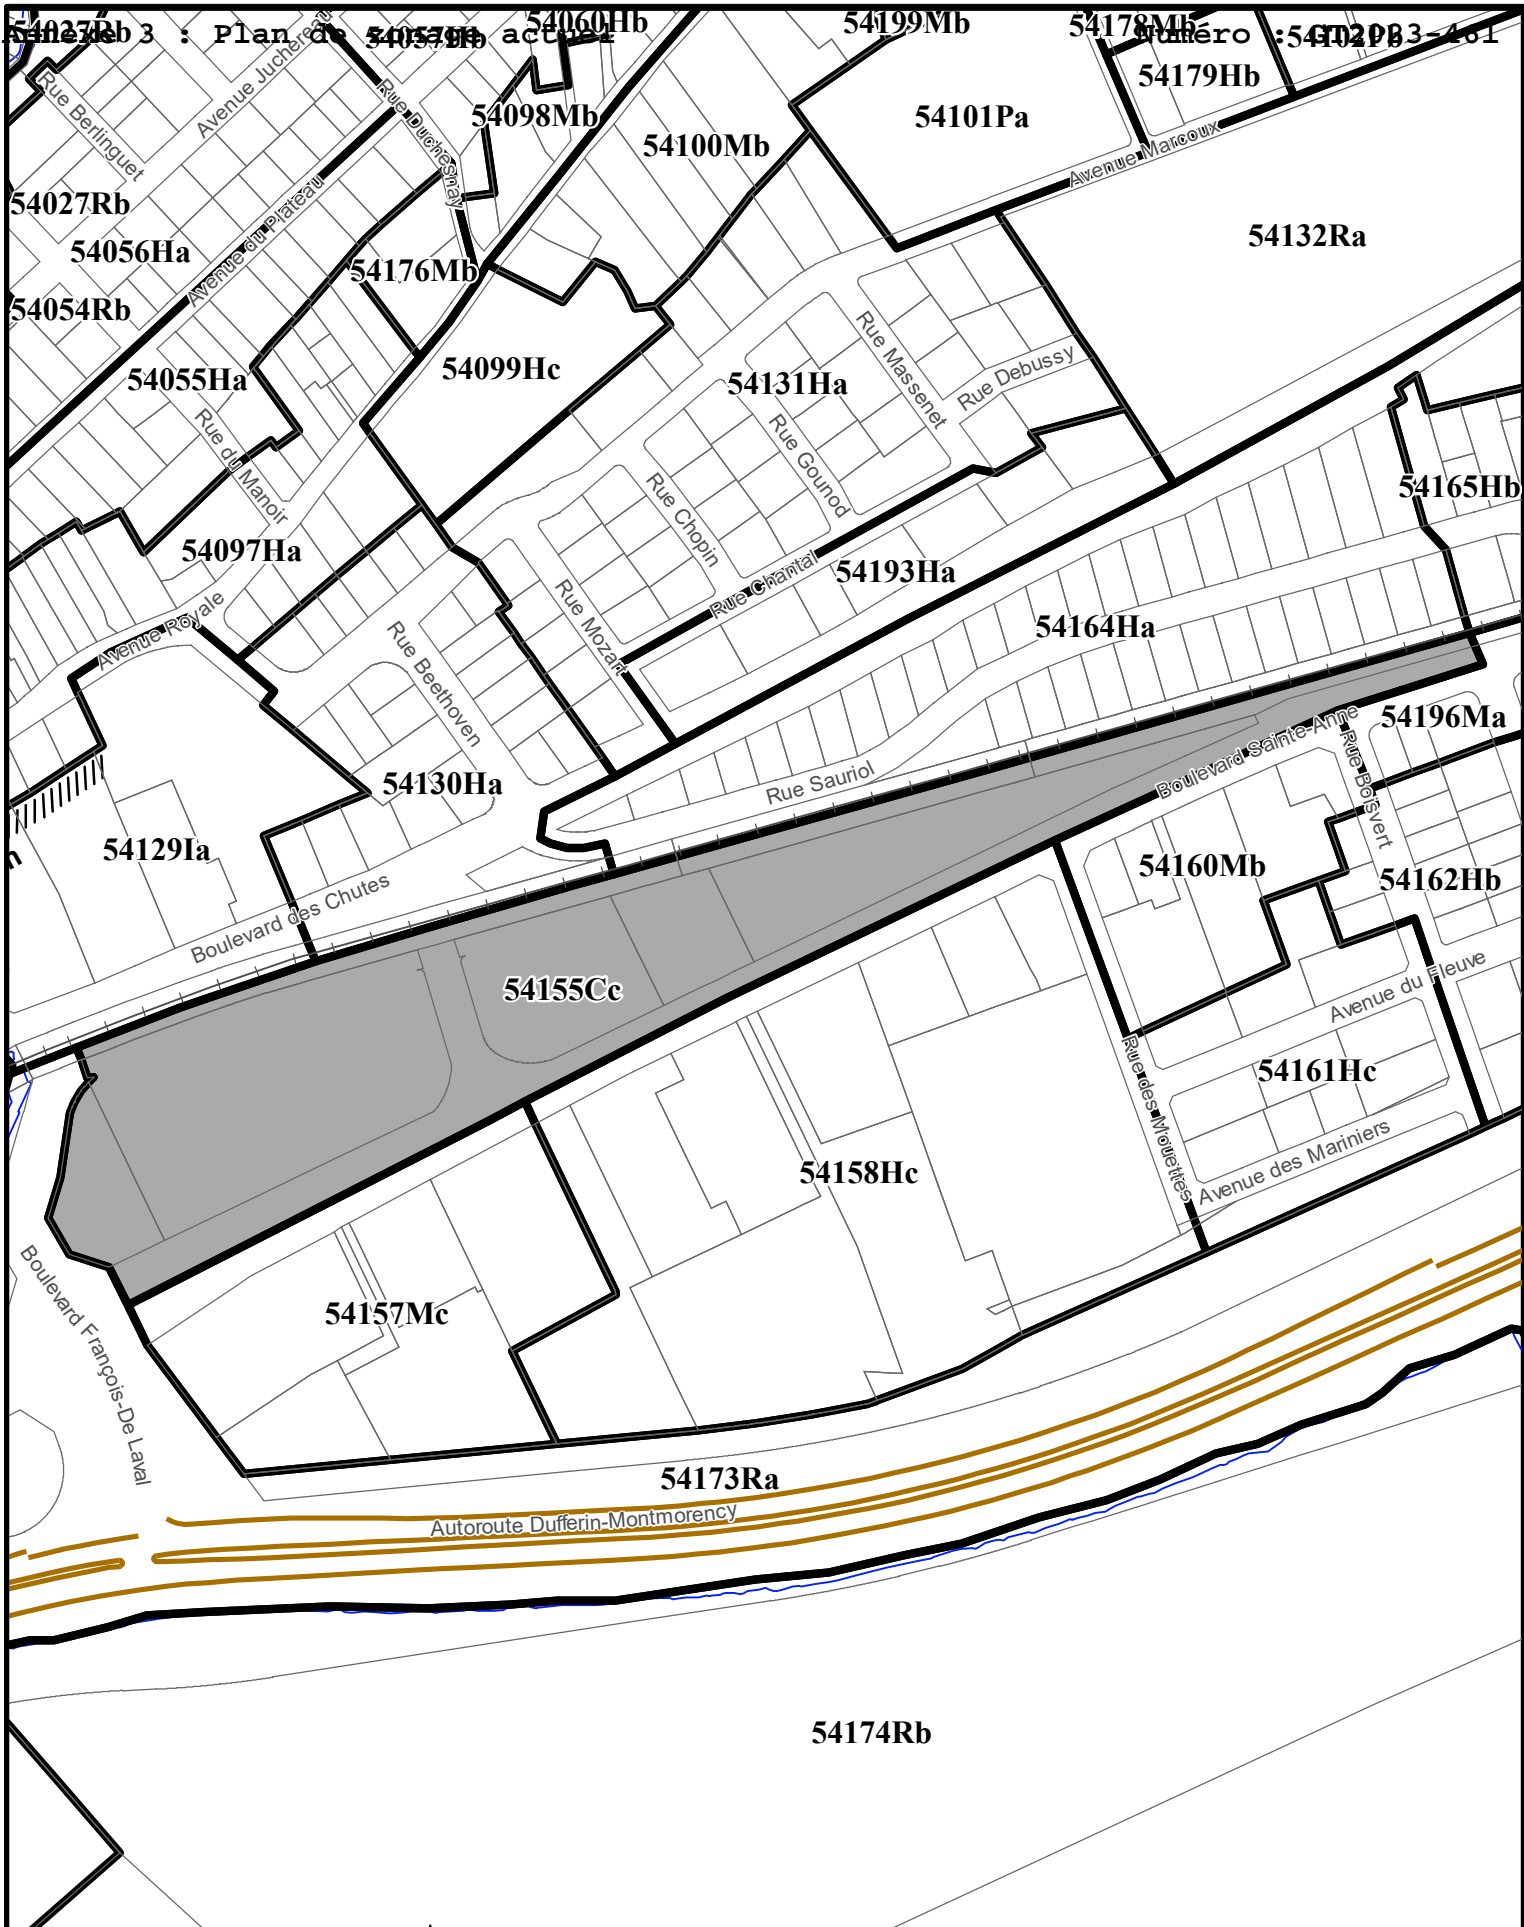 Annexe 3 : Plan de zonage actuel
Numéro : GT2023-461
54027Rb
54057Hb
54060Hb
54199Mb
54178Mb
54102Pb
54179Hb
54098Mb
54101Pa
54100Mb
Rue Berlinguet
Avenue Juchereau
Rue Duchesnay
Avenue Marcoux
54027Rb
54056Ha
Avenue du Plateau
54132Ra
54176Mb
54054Rb
54055Ha
54099Hc
54131Ha
Rue Massenet
Rue Debussy
Rue du Manoir
Rue Gounod
Rue Chopin
54165Hb
54097Ha
54193Ha
Rue Chantal
Avenue Royale
Rue Mozart
Rue Beethoven
54164Ha
54196Ma
54130Ha
Rue Sauriol
Boulevard Sainte-Anne
Rue Boisvert
54129Ia
54160Mb
54162Hb
Boulevard des Chutes
54155Cc
Avenue du Fleuve
54161Hc
Rue des Mouettes
Avenue des Mariniers
54158Hc
54157Mc
Boulevard François-De Laval
54173Ra
Autoroute Dufferin-Montmorency
54174Rb